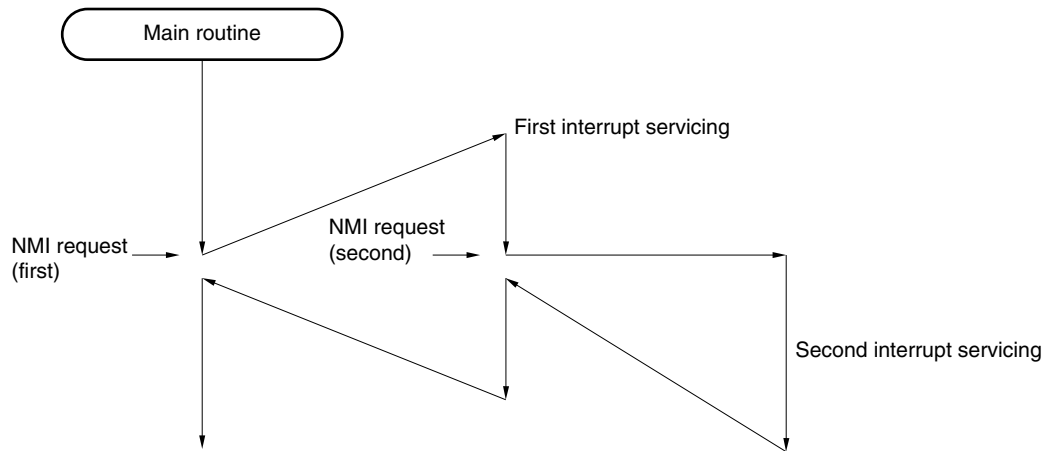 Main routine
First interrupt servicing
NMI request
(first)
NMI request
(second)
Second interrupt servicing